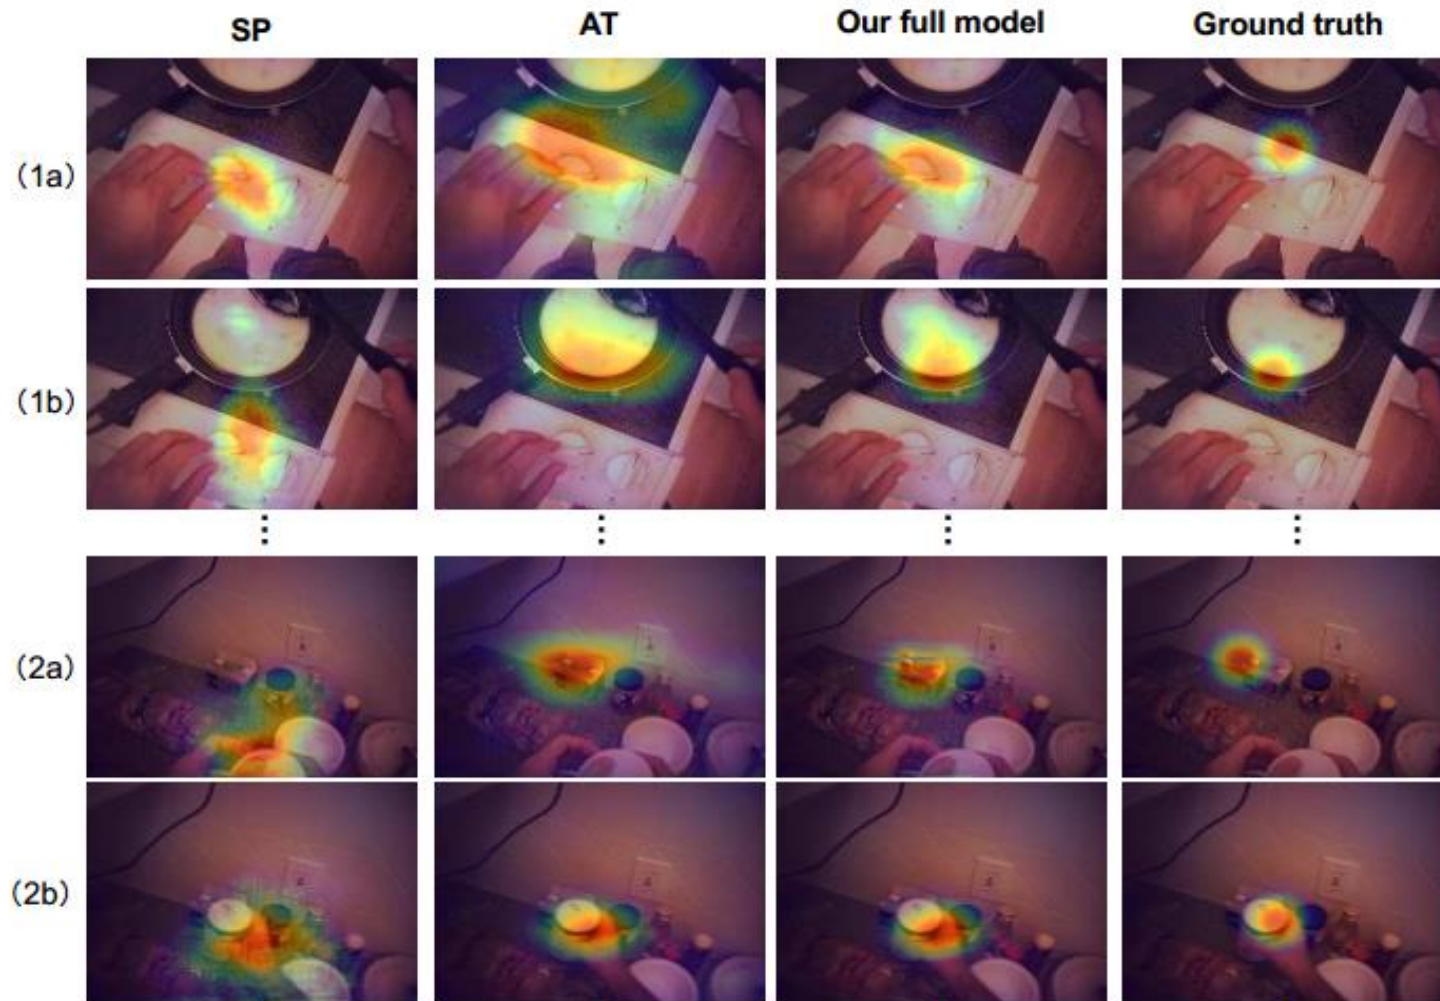 SP AT Our full model Ground truth
(1a)
(1b)
⋮ ⋮ ⋮ ⋮
(2a)
(2b)